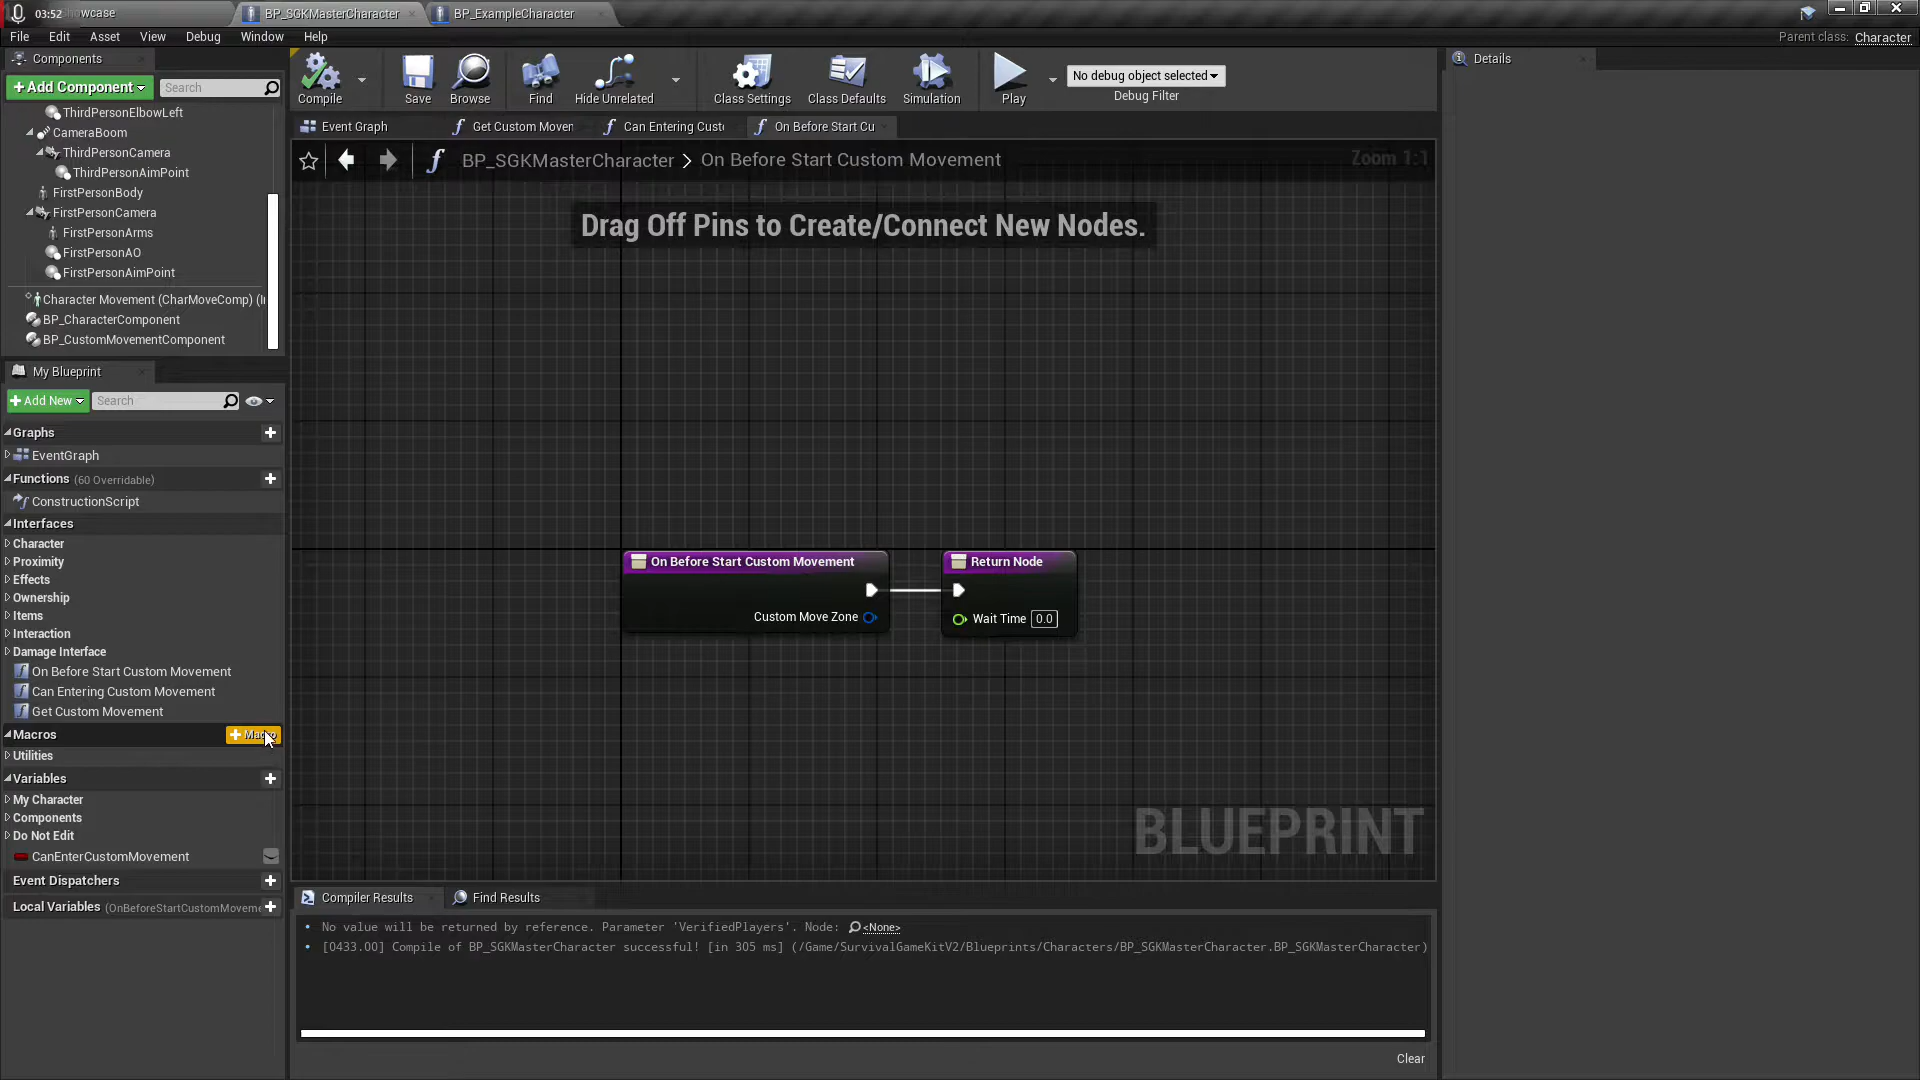 03:52
wcase
BP_SGKMasterCharacter
BP_ExampleCharacter
File Edit Asset View Debug Window Help
Parent class: Character
Components
+ Add Component
Search
ThirdPersonElbowLeft
CameraBoom
ThirdPersonCamera
ThirdPersonAimPoint
FirstPersonBody
FirstPersonCamera
FirstPersonArms
FirstPersonAO
FirstPersonAimPoint
Character Movement (CharMoveComp) (I
BP_CharacterComponent
BP_CustomMovementComponent
My Blueprint
+ Add New
Search
Graphs
EventGraph
Functions (60 Overridable)
ConstructionScript
Interfaces
Character
Proximity
Effects
Ownership
Items
Interaction
Damage Interface
On Before Start Custom Movement
Can Entering Custom Movement
Get Custom Movement
Macros
Utilities
Variables
My Character
Components
Do Not Edit
CanEnterCustomMovement
Event Dispatchers
Local Variables (OnBeforeStartCustomMoveme
Compile
Save
Browse
Find
Hide Unrelated
Class Settings
Class Defaults
Simulation
Play
No debug object selected
Debug Filter
Event Graph
Get Custom Moven
Can Entering Custo
On Before Start Cu
BP_SGKMasterCharacter > On Before Start Custom Movement
Zoom 1:1
Drag Off Pins to Create/Connect New Nodes.
On Before Start Custom Movement
Custom Move Zone
Return Node
Wait Time 0.0
BLUEPRINT
Compiler Results
Find Results
No value will be returned by reference. Parameter 'VerifiedPlayers'. Node: <None>
[0433.00] Compile of BP_SGKMasterCharacter successful! [in 305 ms] (/Game/SurvivalGameKitV2/Blueprints/Characters/BP_SGKMasterCharacter.BP_SGKMasterCharacter)
Clear
Details